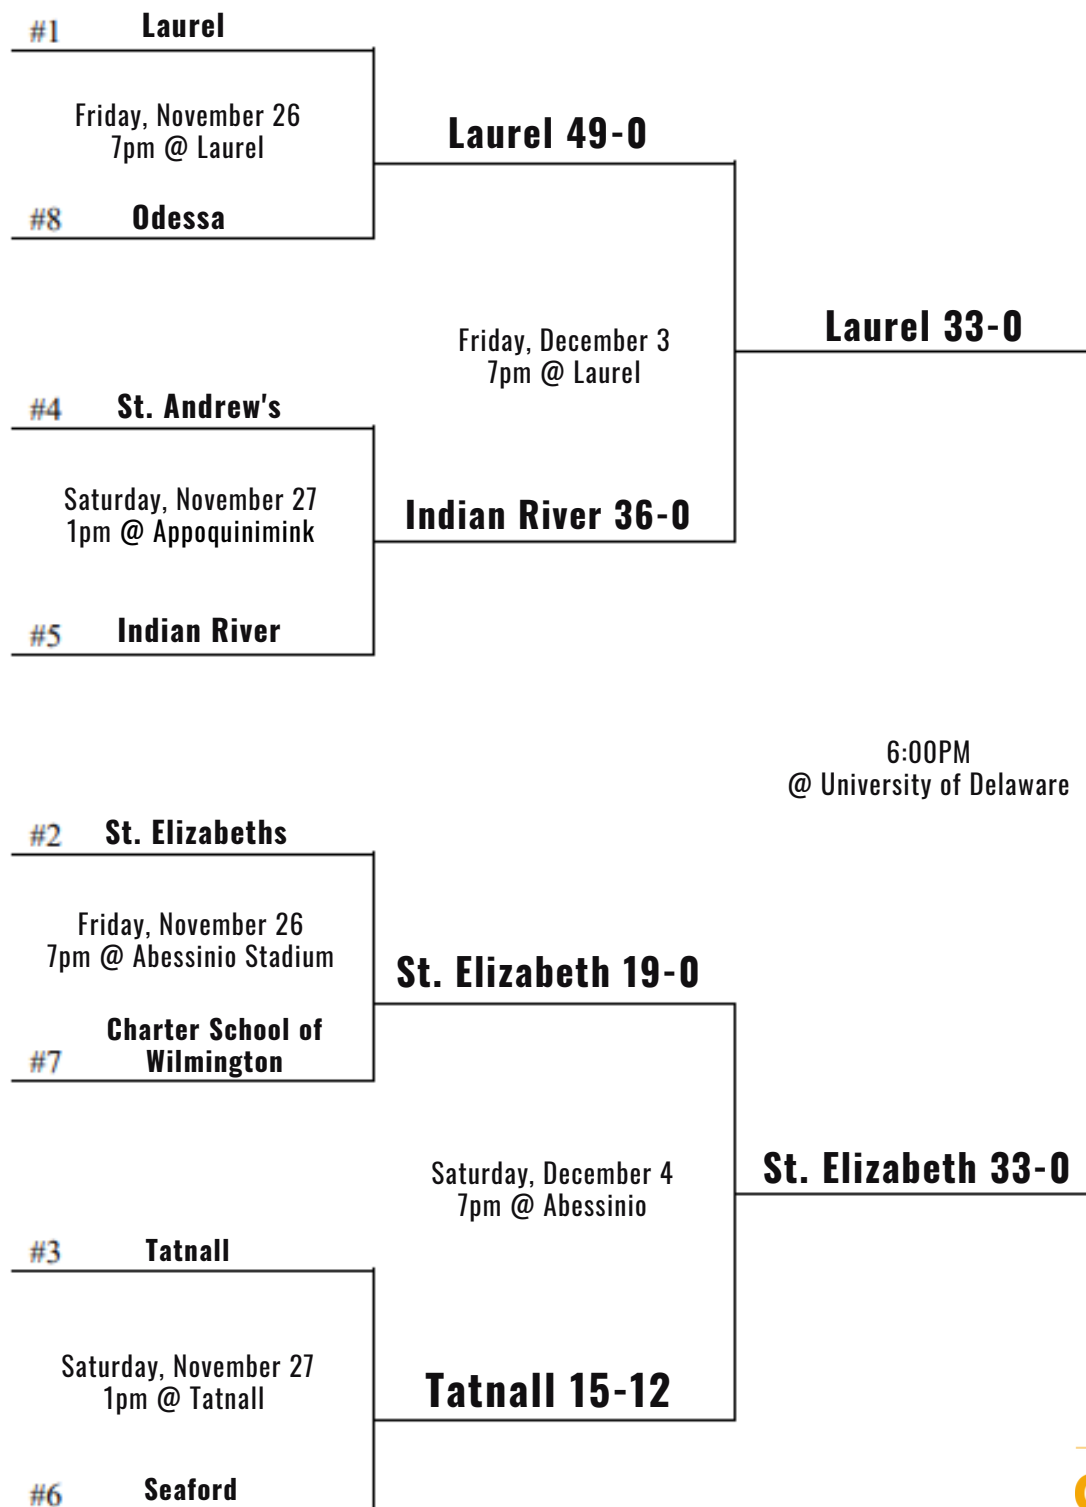 #1 Laurel
Friday, November 26
7pm @ Laurel
#8 Odessa
Laurel 49-0
#4 St. Andrew's
Saturday, November 27
1pm @ Appoquinimink
#5 Indian River
Indian River 36-0
Friday, December 3
7pm @ Laurel
Laurel 33-0
6:00PM
@ University of Delaware
#2 St. Elizabeths
Friday, November 26
7pm @ Abessinio Stadium
Charter School of
#7 Wilmington
St. Elizabeth 19-0
#3 Tatnall
Saturday, November 27
1pm @ Tatnall
#6 Seaford
Tatnall 15-12
Saturday, December 4
7pm @ Abessinio
St. Elizabeth 33-0